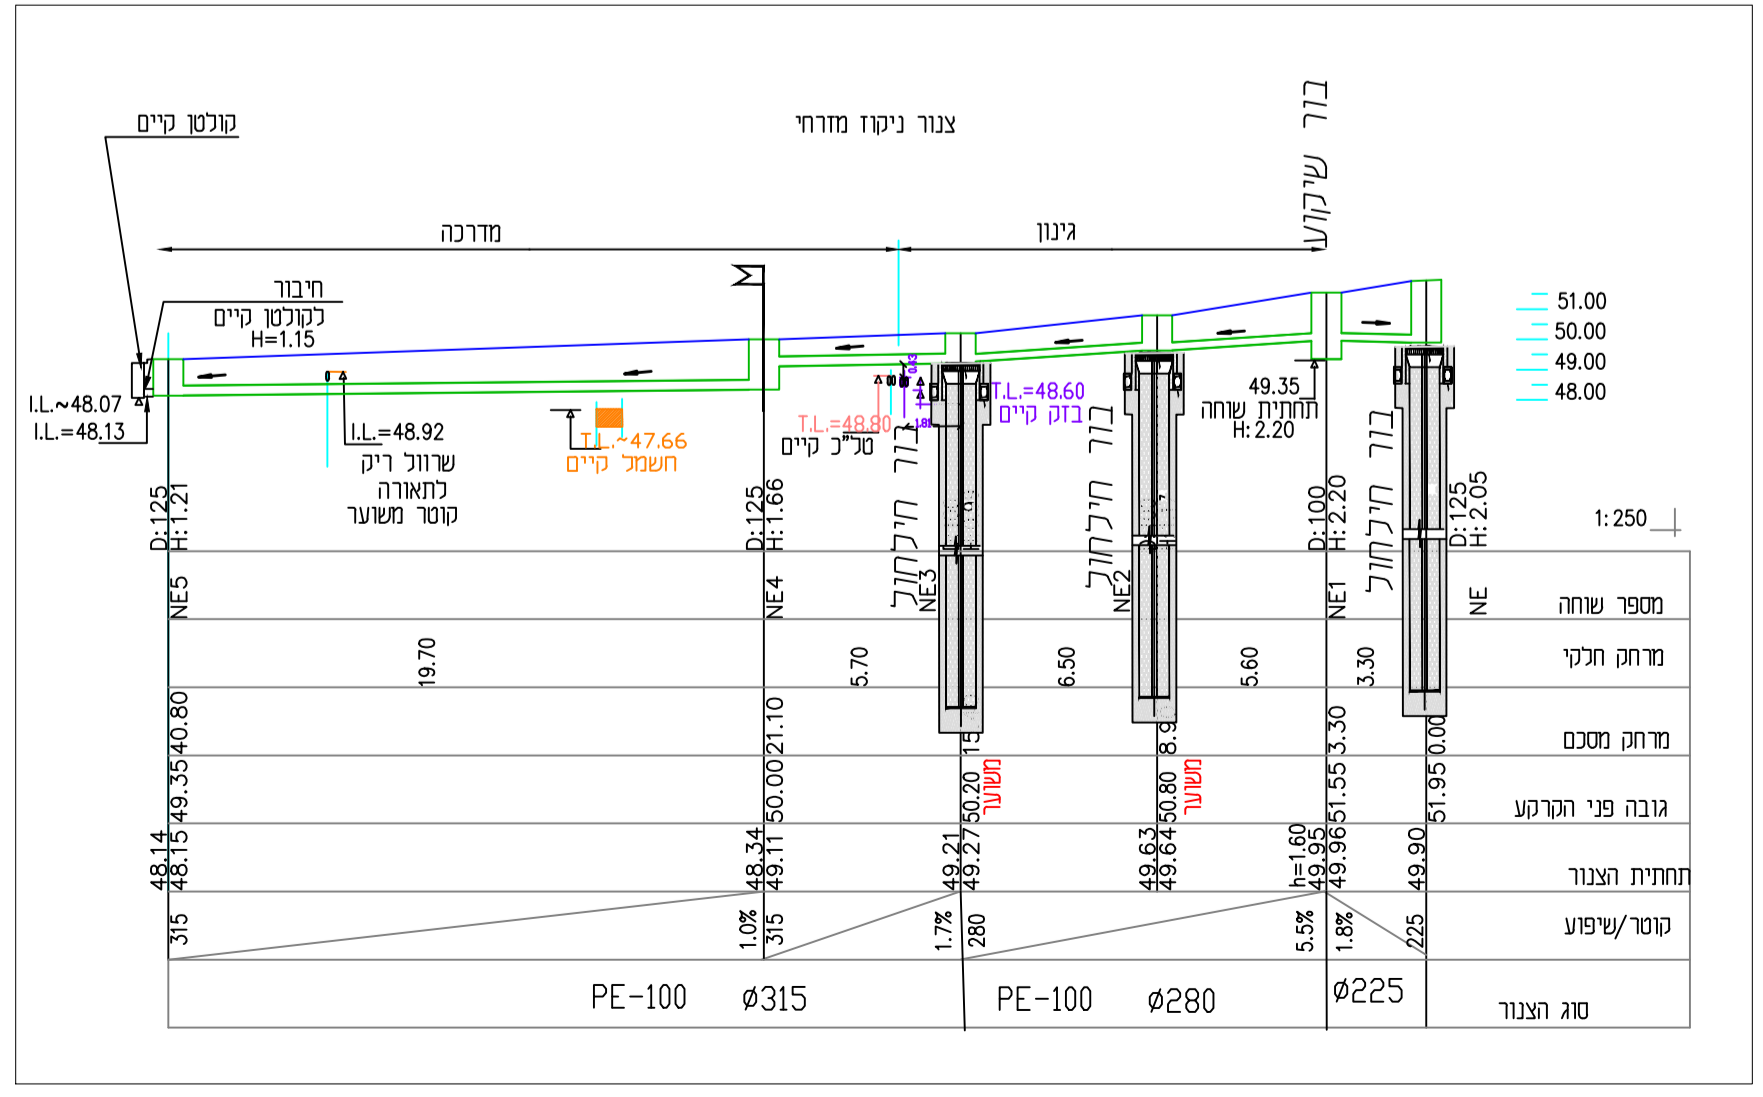 קולטן קיים
צנור ניקוז מזרחי
בור שיקוע
מדרכה
גינון
חיבור
לקולטן קיים
H=1.15
51.00
50.00
49.00
48.00
I.L.~48.07
I.L.=48.13
I.L.=48.92
שרוול ריק
לתאורה
קוטר משוער
T.L.~47.66
חשמל קיים
T.L.=48.80
טל"כ קיים
0.43
1.81
T.L.=48.60
בזק קיים
49.35
תחתית שוחה
H:2.20
בור חילחול
בור חילחול
בור חילחול
D:125
H:1.21
D:125
H:1.66
D:100
H:2.20
D:125
H:2.05
1:250
NE5
NE4
NE3
NE2
NE1
NE
מספר שוחה
19.70
5.70
6.50
5.60
3.30
מרחק חלקי
40.80
21.10
15
8.9
3.30
0.00
מרחק מסכם
49.35
50.00
50.20
משוער
50.80
משוער
51.55
51.95
גובה פני הקרקע
48.14
48.15
48.34
49.11
49.21
49.27
49.63
49.64
h=1.60
49.95
49.96
49.90
תחתית הצנור
315
1.0%
315
1.7%
280
5.5%
1.8%
225
קוטר/שיפוע
PE-100 Ø315
PE-100 Ø280
Ø225
סוג הצנור